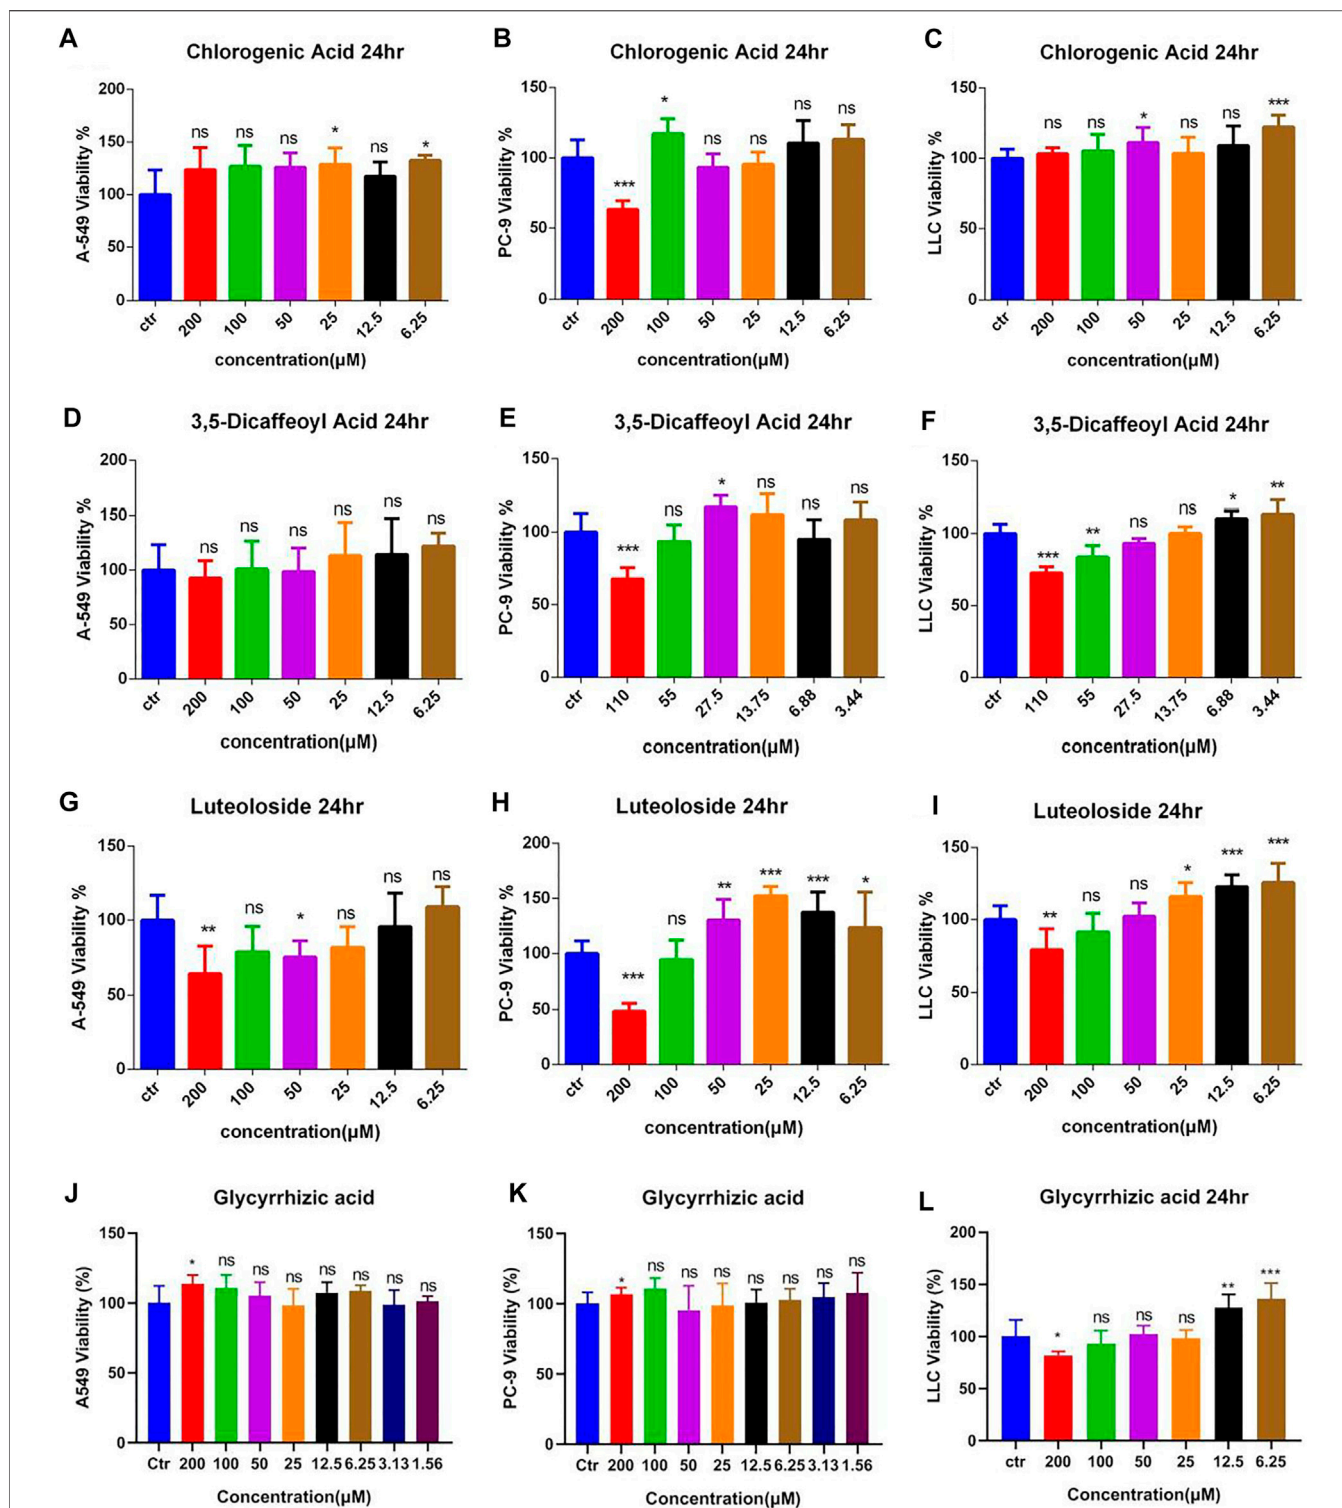 A
Chlorogenic Acid 24hr
A-549 Viability %
200
150
100
50
0
ns
ns
ns
*
ns
*
ctr
200
100
50
25
12.5
6.25
concentration(μM)
B
Chlorogenic Acid 24hr
PC-9 Viability %
150
100
50
0
***
*
ns
ns
ns
ns
ctr
200
100
50
25
12.5
6.25
concentration(μM)
C
Chlorogenic Acid 24hr
LLC Viability %
150
100
50
0
ns
ns
*
ns
ns
***
ctr
200
100
50
25
12.5
6.25
concentration(μM)
D
3,5-Dicaffeoyl Acid 24hr
A-549 Viability %
200
150
100
50
0
ns
ns
ns
ns
ns
ns
ctr
200
100
50
25
12.5
6.25
concentration(μM)
E
3,5-Dicaffeoyl Acid 24hr
PC-9 Viability %
150
100
50
0
***
ns
*
ns
ns
ns
ctr
110
55
27.5
13.75
6.88
3.44
concentration(μM)
F
3,5-Dicaffeoyl Acid 24hr
LLC Viability %
150
100
50
0
***
**
ns
ns
*
**
ctr
110
55
27.5
13.75
6.88
3.44
concentration(μM)
G
Luteoloside 24hr
A-549 Viability %
150
100
50
0
**
ns
*
ns
ns
ns
ctr
200
100
50
25
12.5
6.25
concentration(μM)
H
Luteoloside 24hr
PC-9 Viability %
200
150
100
50
0
***
ns
**
***
***
*
ctr
200
100
50
25
12.5
6.25
concentration(μM)
I
Luteoloside 24hr
LLC Viability %
150
100
50
0
**
ns
ns
*
***
***
ctr
200
100
50
25
12.5
6.25
concentration(μM)
J
Glycyrrhizic acid
A549 Viability (%)
150
100
50
0
*
ns
ns
ns
ns
ns
ns
ns
Ctr 200 100 50 25 12.5 6.25 3.13 1.56
Concentration(μM)
K
Glycyrrhizic acid
PC-9 Viability (%)
150
100
50
0
*
ns
ns
ns
ns
ns
ns
ns
Ctr 200 100 50 25 12.5 6.25 3.13 1.56
Concentration(μM)
L
Glycyrrhizic acid 24hr
LLC Viability (%)
200
150
100
50
0
*
ns
ns
ns
**
***
Ctr 200 100 50 25 12.5 6.25
Concentration(μM)